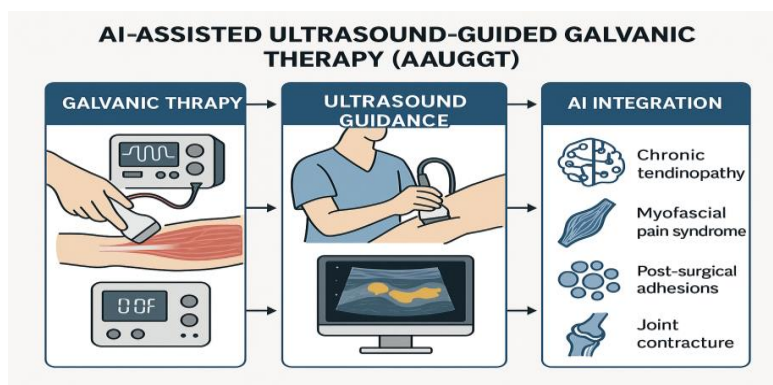 AI-ASSISTED ULTRASOUND-GUIDED GALVANIC
THERAPY (AAUGGT)
GALVANIC THRAPY
00F
ULTRASOUND
GUIDANCE
AI INTEGRATION
Chronic
tendinopathy
Myofascial
pain syndrome
Post-surgical
adhesions
Joint
contracture